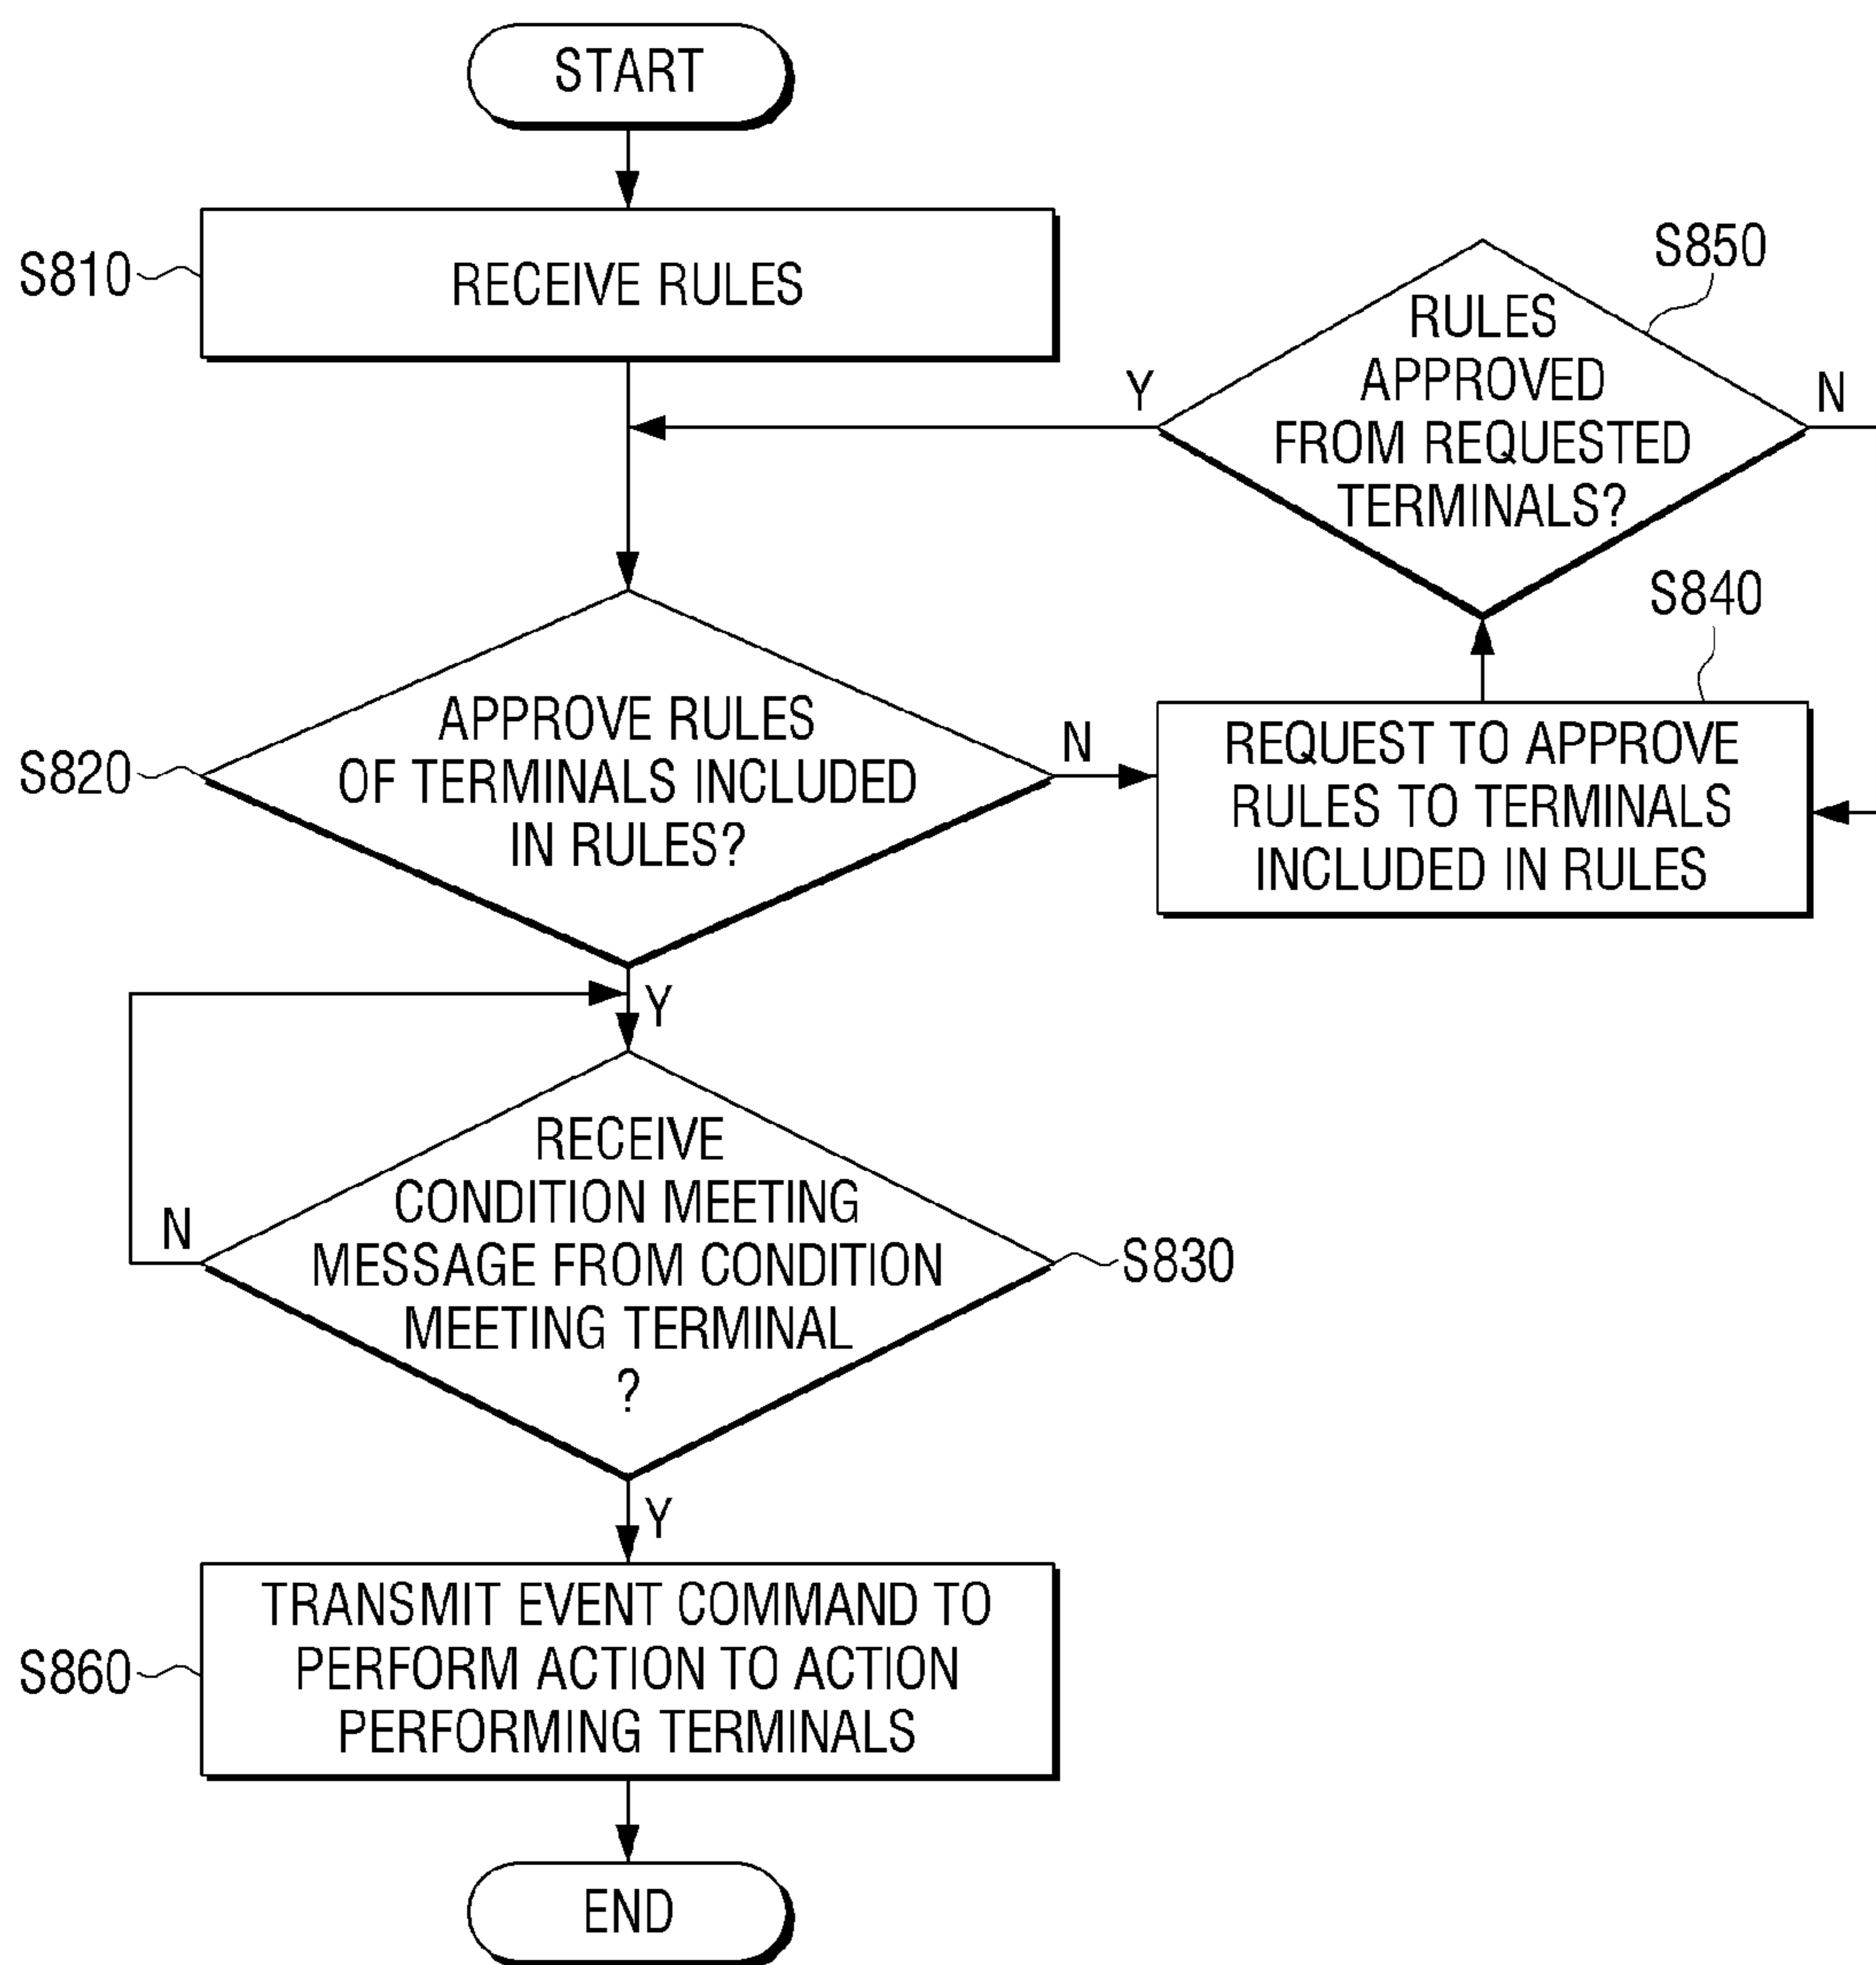 START
S810
RECEIVE RULES
S850
RULES
APPROVED
FROM REQUESTED
TERMINALS?
Y
N
S840
REQUEST TO APPROVE
RULES TO TERMINALS
INCLUDED IN RULES
S820
APPROVE RULES
OF TERMINALS INCLUDED
IN RULES?
N
Y
RECEIVE
CONDITION MEETING
MESSAGE FROM CONDITION
MEETING TERMINAL
?
N
S830
Y
S860
TRANSMIT EVENT COMMAND TO
PERFORM ACTION TO ACTION
PERFORMING TERMINALS
END